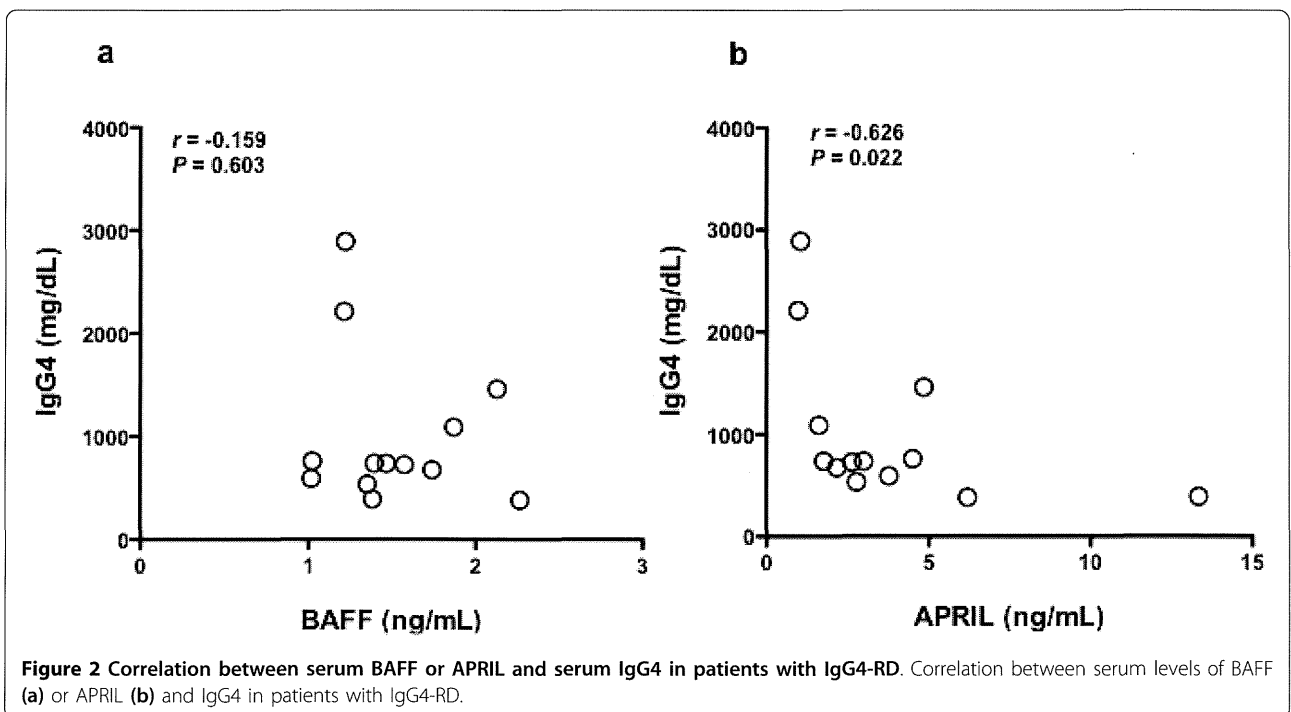 a
b
r = -0.159
P = 0.603
r = -0.626
P = 0.022
4000
3000
2000
1000
0
IgG4 (mg/dL)
0 1 2 3
BAFF (ng/mL)
4000
3000
2000
1000
0
IgG4 (mg/dL)
0 5 10 15
APRIL (ng/mL)
Figure 2 Correlation between serum BAFF or APRIL and serum IgG4 in patients with IgG4-RD. Correlation between serum levels of BAFF
(a) or APRIL (b) and IgG4 in patients with IgG4-RD.